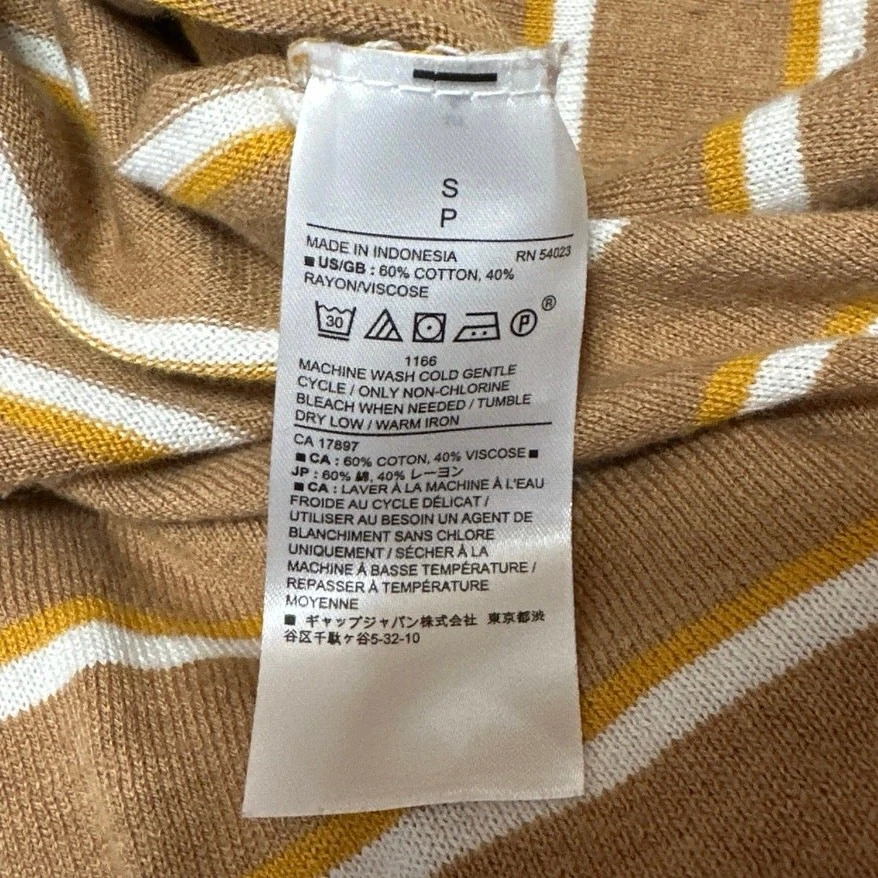 S
P
MADE IN INDONESIA RN 54023
■ US/GB : 60% COTTON, 40%
RAYON/VISCOSE
30 P ®
1166
MACHINE WASH COLD GENTLE
CYCLE / ONLY NON-CHLORINE
BLEACH WHEN NEEDED / TUMBLE
DRY LOW / WARM IRON
CA 17897
■ CA : 60% COTON, 40% VISCOSE ■
JP : 60% 綿, 40% レーヨン
■ CA : LAVER À LA MACHINE À L'EAU
FROIDE AU CYCLE DÉLICAT /
UTILISER AU BESOIN UN AGENT DE
BLANCHIMENT SANS CHLORE
UNIQUEMENT / SÉCHER À LA
MACHINE À BASSE TEMPÉRATURE /
REPASSER À TEMPÉRATURE
MOYENNE
■ ギャップジャパン株式会社 東京都渋
谷区千駄ヶ谷5-32-10